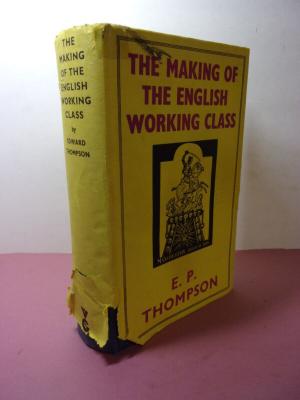 THE
MAKING
OF THE
ENGLISH
WORKING
CLASS
by
EDWARD
THOMPSON
THE MAKING OF
THE ENGLISH
WORKING CLASS
E. P.
THOMPSON